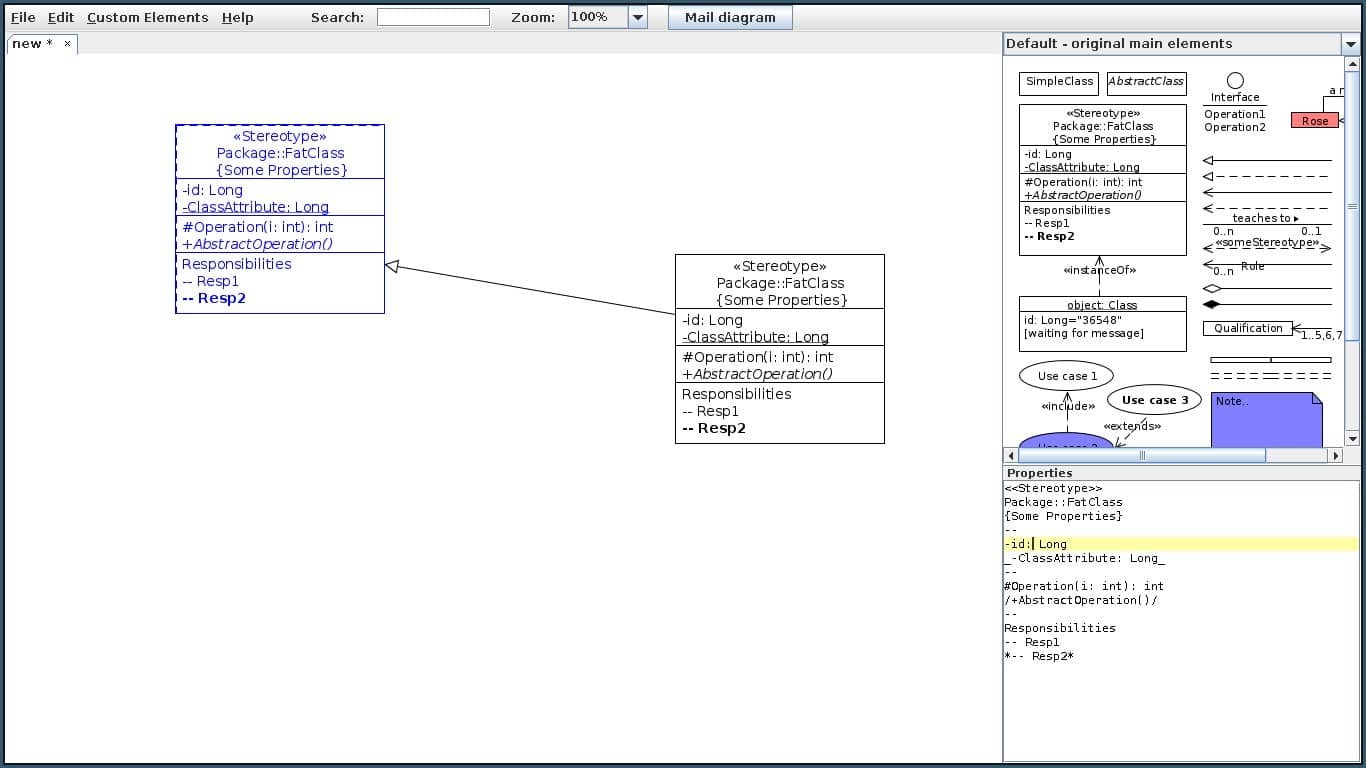 File Edit Custom Elements Help Search: Zoom: 100% Mail diagram
new * ×
«Stereotype»
Package::FatClass
{Some Properties}
-id: Long
-ClassAttribute: Long
#Operation(i: int): int
+AbstractOperation()
Responsibilities
-- Resp1
-- Resp2
«Stereotype»
Package::FatClass
{Some Properties}
-id: Long
-ClassAttribute: Long
#Operation(i: int): int
+AbstractOperation()
Responsibilities
-- Resp1
-- Resp2
Default - original main elements
SimpleClass
AbstractClass
«Stereotype»
Package::FatClass
{Some Properties}
-id: Long
-ClassAttribute: Long
#Operation(i: int): int
+AbstractOperation()
Responsibilities
-- Resp1
-- Resp2
«instanceOf»
object: Class
id: Long="36548"
[waiting for message]
Use case 1
«include»
Use case 3
«extends»
Interface
Operation1
Operation2
Rose
teaches to ▸
0..n 0..1
«someStereotype»
0..n Role
Qualification
1..5,6,7
Note..
Properties
<<Stereotype>>
Package::FatClass
{Some Properties}
--
-id: Long
_-ClassAttribute: Long_
--
#Operation(i: int): int
/+AbstractOperation()/
--
Responsibilities
-- Resp1
*-- Resp2*